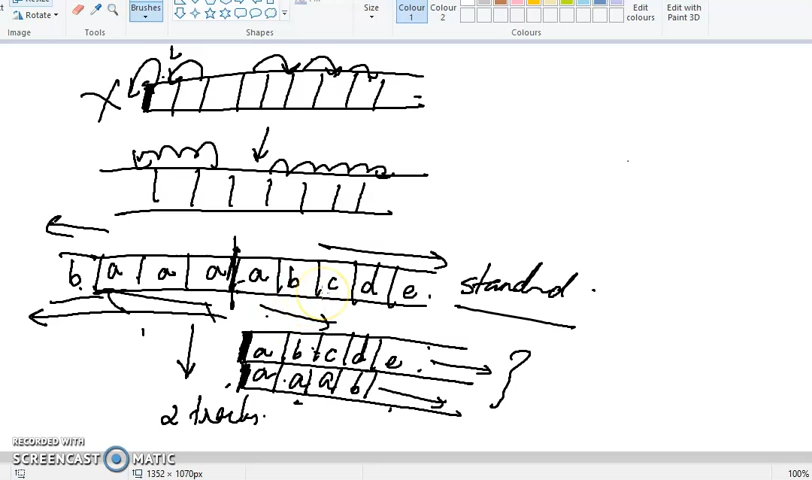 Rotate
Brushes
Size
Colour 1
Colour 2
Edit colours
Edit with Paint 3D
Image
Tools
Shapes
Colours
b a a a a b c d e . standard .
a b c d e .
a a a b
2 tracks.
RECORDED WITH
SCREENCAST MATIC
1352 × 1070px
100%